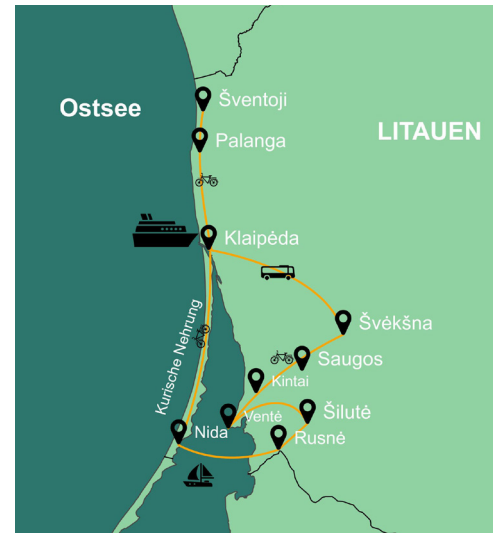 Šventoji
Ostsee
LITAUEN
Palanga
Klaipėda
Kurische Nehrung
Švėkšna
Saugos
Kintai
Ventė
Šilutė
Nida
Rusnė